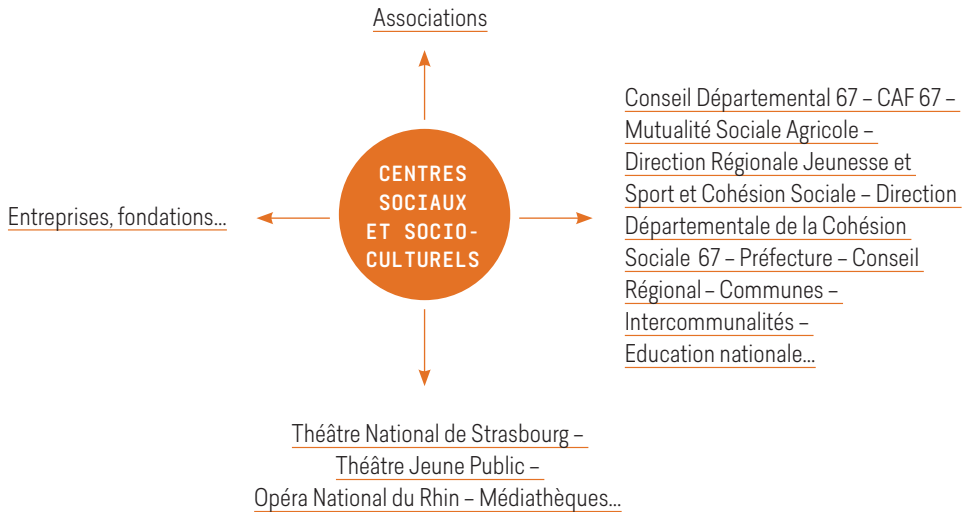 Associations
Conseil Départemental 67 – CAF 67 –
Mutualité Sociale Agricole –
Direction Régionale Jeunesse et
Sport et Cohésion Sociale – Direction
Départementale de la Cohésion
Sociale 67 – Préfecture – Conseil
Régional – Communes –
Intercommunalités –
Education nationale...
CENTRES
SOCIAUX
ET SOCIO-
CULTURELS
Entreprises, fondations...
Théâtre National de Strasbourg –
Théâtre Jeune Public –
Opéra National du Rhin – Médiathèques...